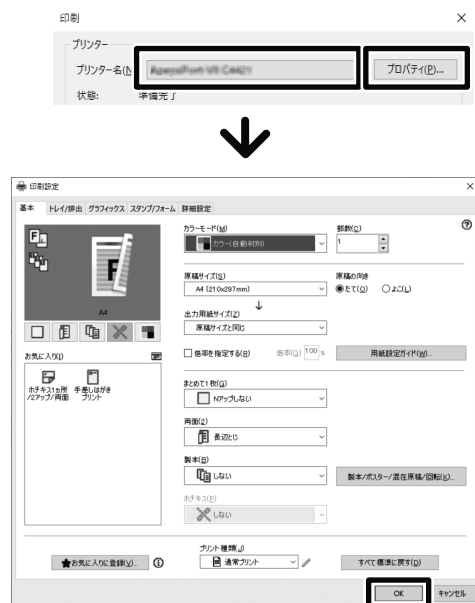 印刷
プリンター
プリンター名(N
プロパティ(P)...
状態: 準備完了
印刷設定
基本 トレイ/排出 グラフィックス スタンプ/フォーム 詳細設定
カラーモード(M) 部数(C)
カラー(自動判別) 1
原稿サイズ(S) 原稿の向き
A4 (210x297mm) たて(O) よこ(L)
A4
出力用紙サイズ(Z)
原稿サイズと同じ
お気に入り(I) 倍率を指定する(R) 倍率(G) 100 % 用紙設定ガイド(W)...
ホチキス1ヵ所 手差しはがき
/2アップ/両面 プリント
まとめて1枚(G)
Nアップしない
両面(2)
長辺とじ
製本(B)
しない 製本/ポスター/混在原稿/回転(K)...
ホチキス(P)
しない
プリント種類(J)
お気に入りに登録(V)... 通常プリント すべて標準に戻す(D)
OK キャンセル